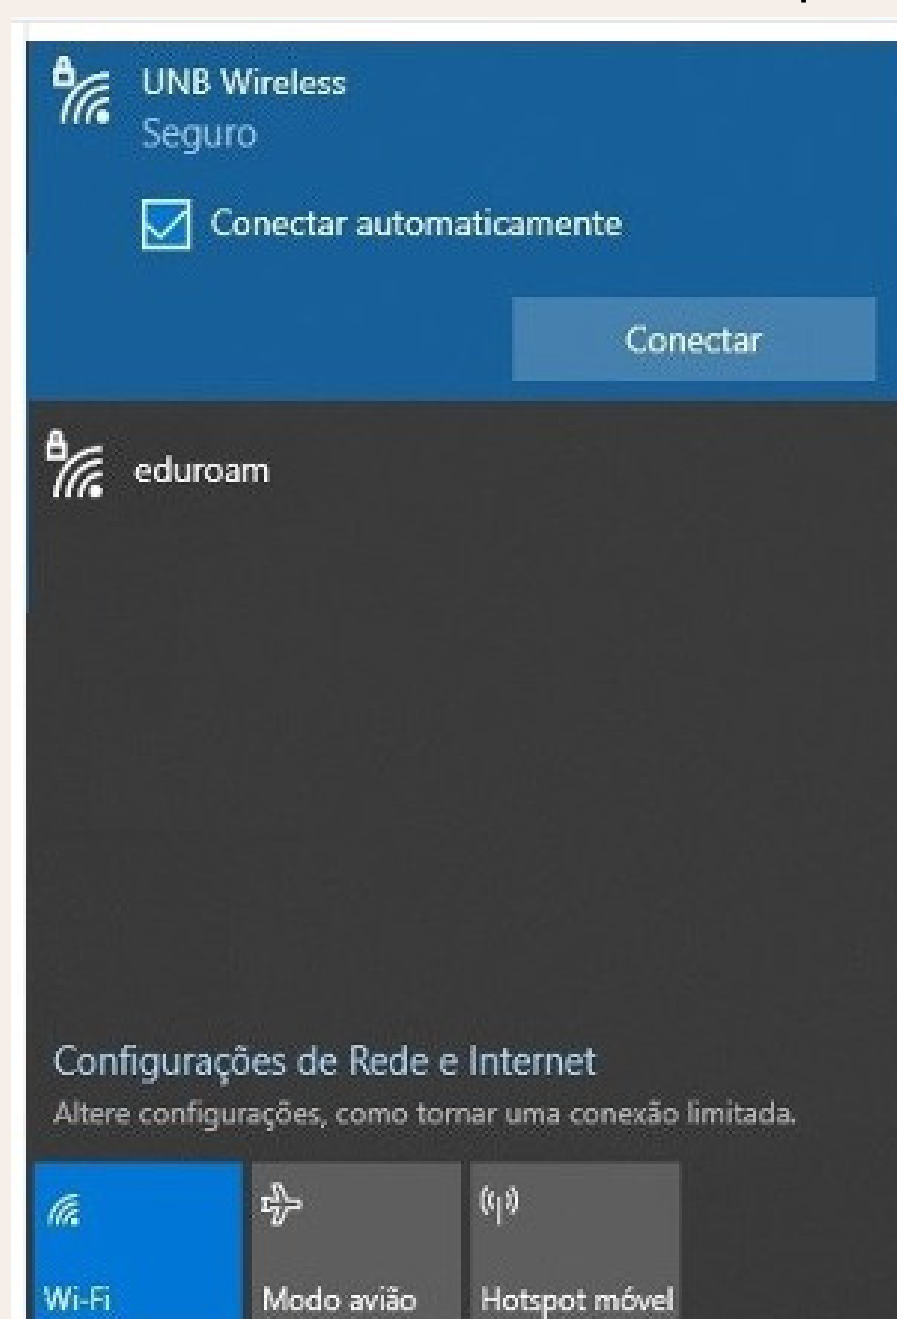 UNB Wireless
Seguro
Conectar automaticamente
Conectar
eduroam
Configurações de Rede e Internet
Altere configurações, como tornar uma conexão limitada.
Wi-Fi
Modo avião
Hotspot móvel